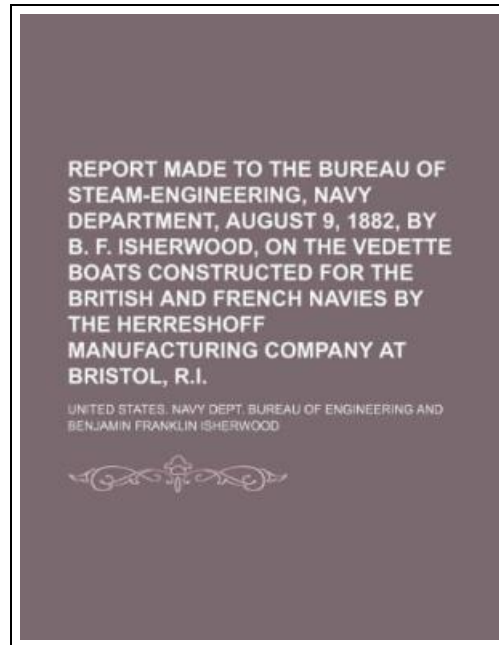 REPORT MADE TO THE BUREAU OF
STEAM-ENGINEERING, NAVY
DEPARTMENT, AUGUST 9, 1882, BY
B. F. ISHERWOOD, ON THE VEDETTE
BOATS CONSTRUCTED FOR THE
BRITISH AND FRENCH NAVIES BY
THE HERRESHOFF
MANUFACTURING COMPANY AT
BRISTOL, R.I.
UNITED STATES. NAVY DEPT. BUREAU OF ENGINEERING AND
BENJAMIN FRANKLIN ISHERWOOD